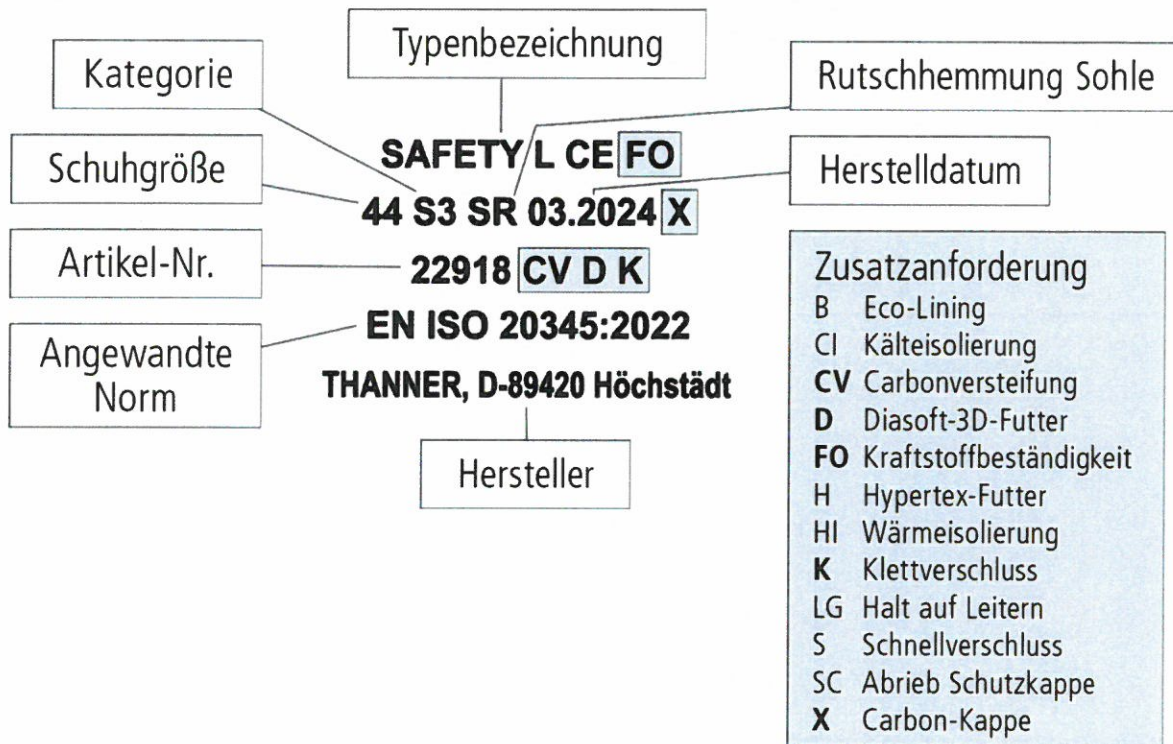 Typenbezeichnung
Kategorie
Rutschhemmung Sohle
SAFETY L CE FO
Schuhgröße
Herstelldatum
44 S3 SR 03.2024 X
Artikel-Nr.
22918 CV D K
EN ISO 20345:2022
Angewandte
Norm
THANNER, D-89420 Höchstädt
Hersteller
Zusatzanforderung
B Eco-Lining
CI Kälteisolierung
CV Carbonversteifung
D Diasoft-3D-Futter
FO Kraftstoffbeständigkeit
H Hypertex-Futter
HI Wärmeisolierung
K Klettverschluss
LG Halt auf Leitern
S Schnellverschluss
SC Abrieb Schutzkappe
X Carbon-Kappe